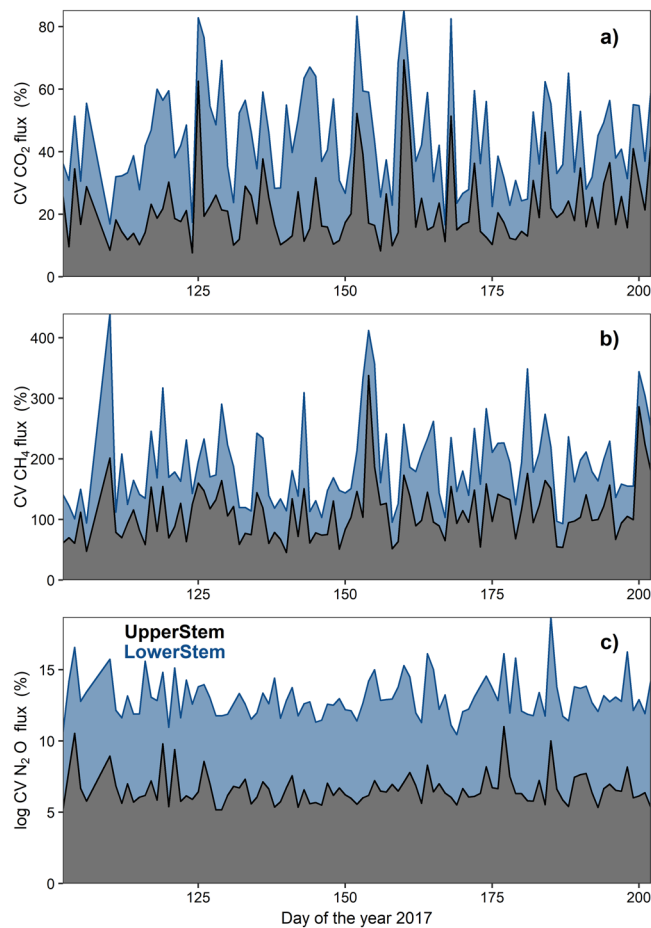 a)
CV CO₂ flux (%)
80
60
40
20
0
125
150
175
200
b)
CV CH₄ flux (%)
400
300
200
100
0
125
150
175
200
UpperStem
LowerStem
c)
log CV N₂ O flux (%)
15
10
5
0
125
150
175
200
Day of the year 2017